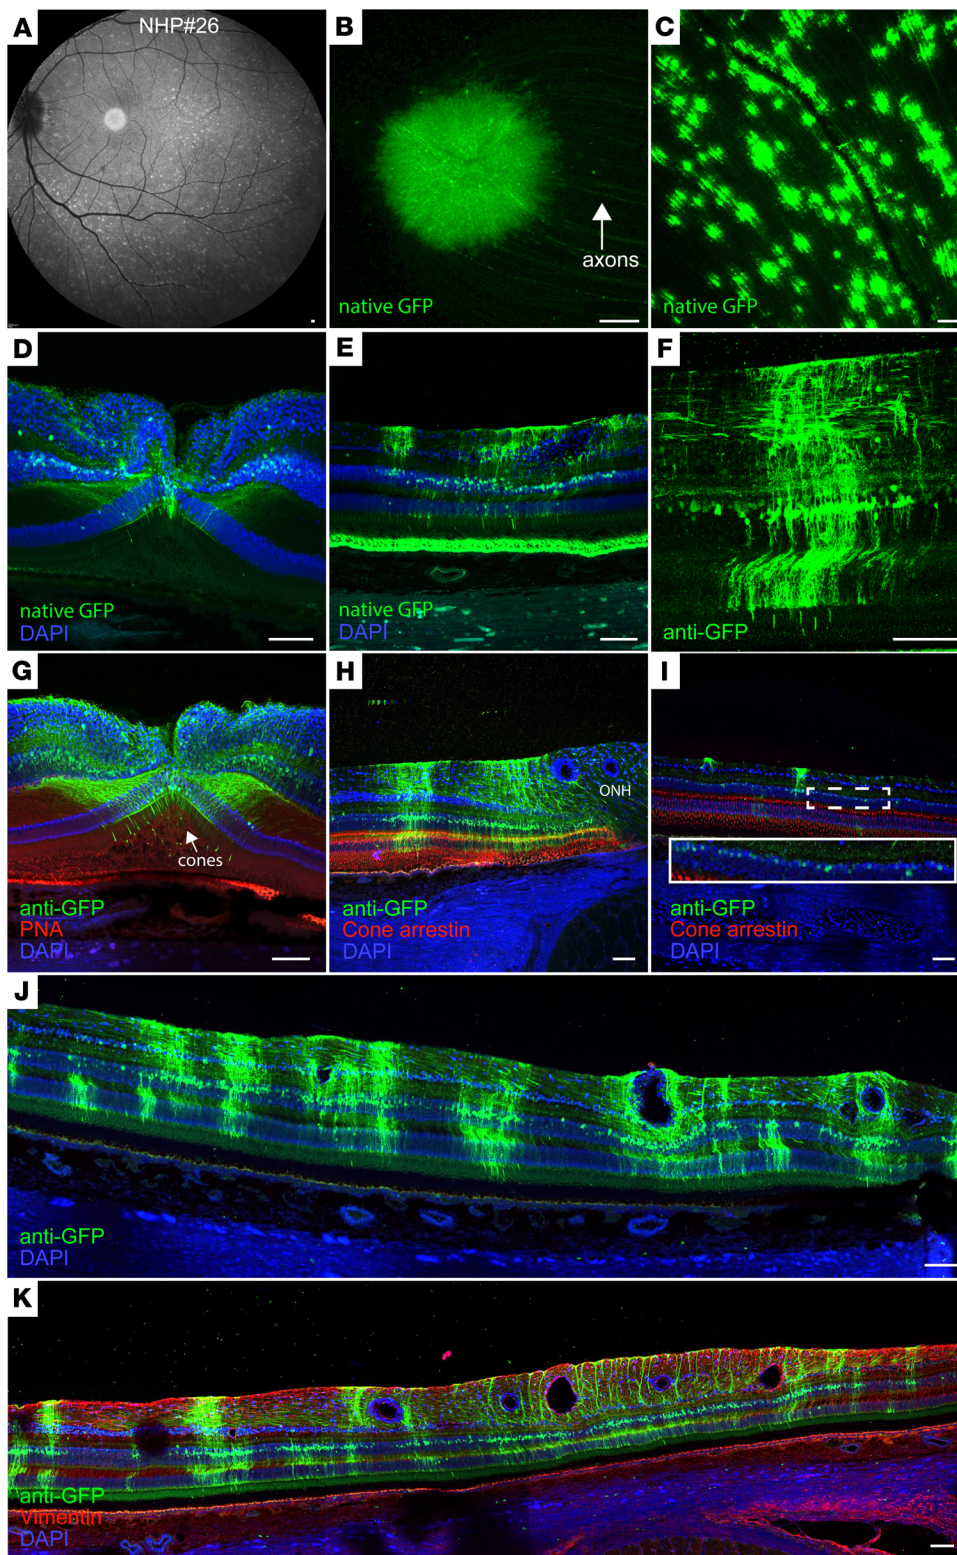 A
NHP#26
B
axons
native GFP
C
native GFP
D
native GFP
DAPI
E
native GFP
DAPI
F
anti-GFP
G
cones
anti-GFP
PNA
DAPI
H
ONH
anti-GFP
Cone arrestin
DAPI
I
anti-GFP
Cone arrestin
DAPI
J
anti-GFP
DAPI
K
anti-GFP
Vimentin
DAPI